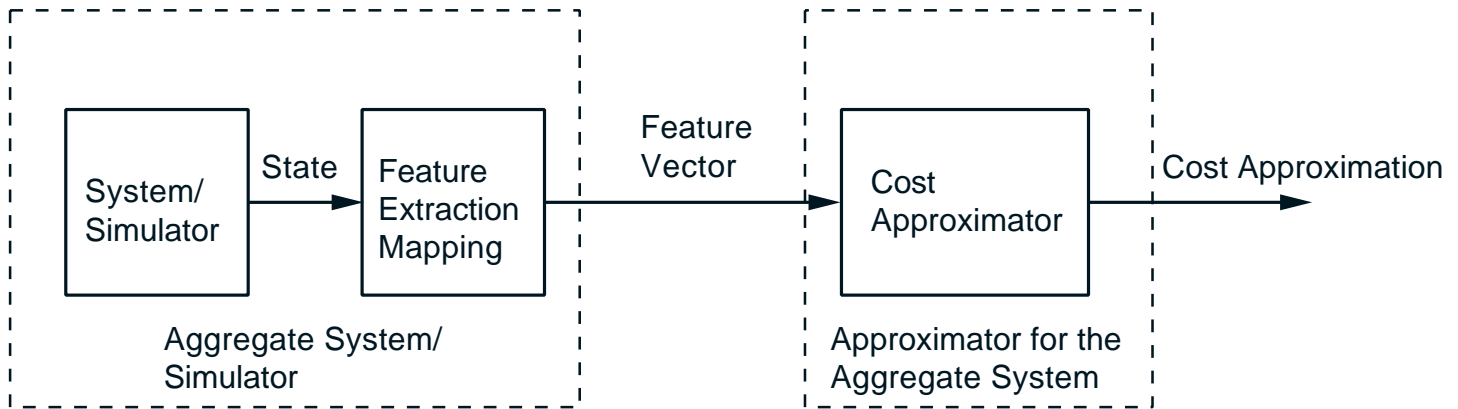 System/
Simulator
State
Feature
Extraction
Mapping
Aggregate System/
Simulator
Feature
Vector
Cost
Approximator
Approximator for the
Aggregate System
Cost Approximation